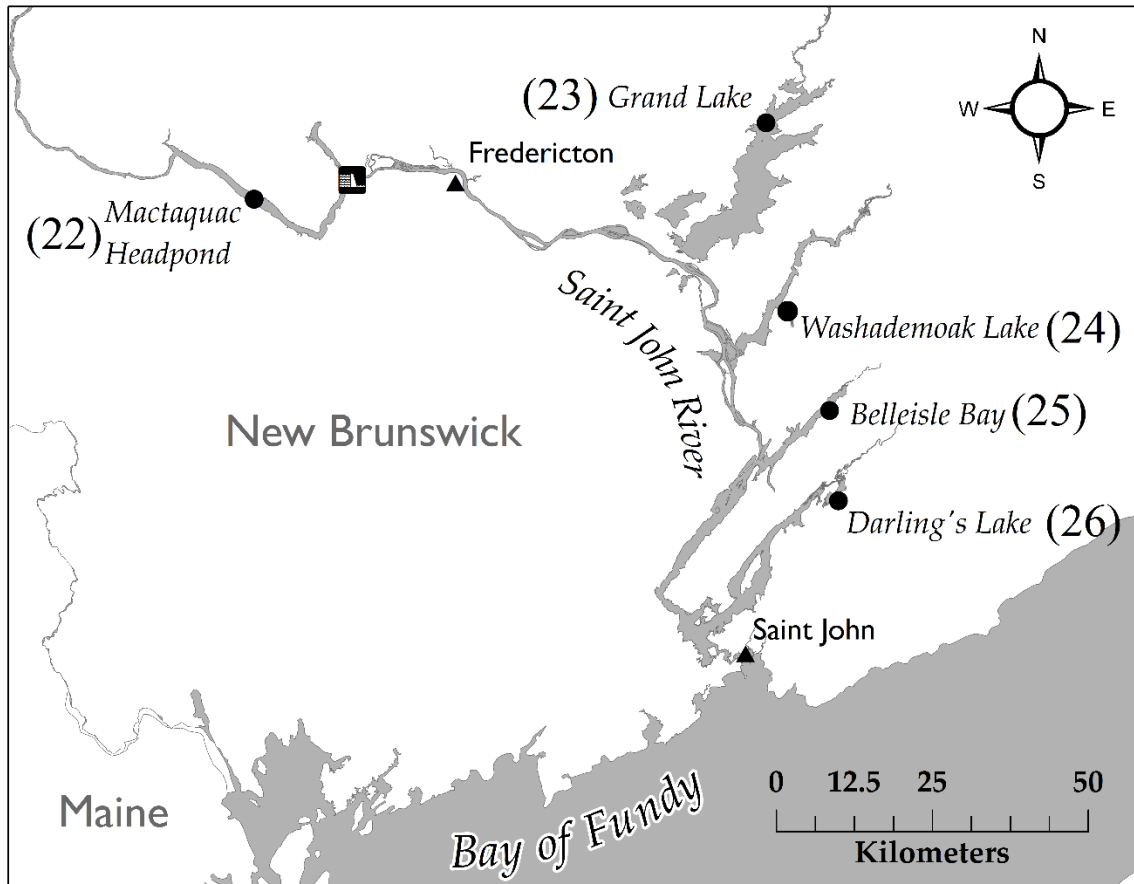 N
W E
S
(23) Grand Lake
Fredericton
(22) Mactaquac
Headpond
Saint John River
Washademoak Lake (24)
New Brunswick
Belleisle Bay (25)
Darling's Lake (26)
Saint John
Maine
Bay of Fundy
0 12.5 25 50
Kilometers